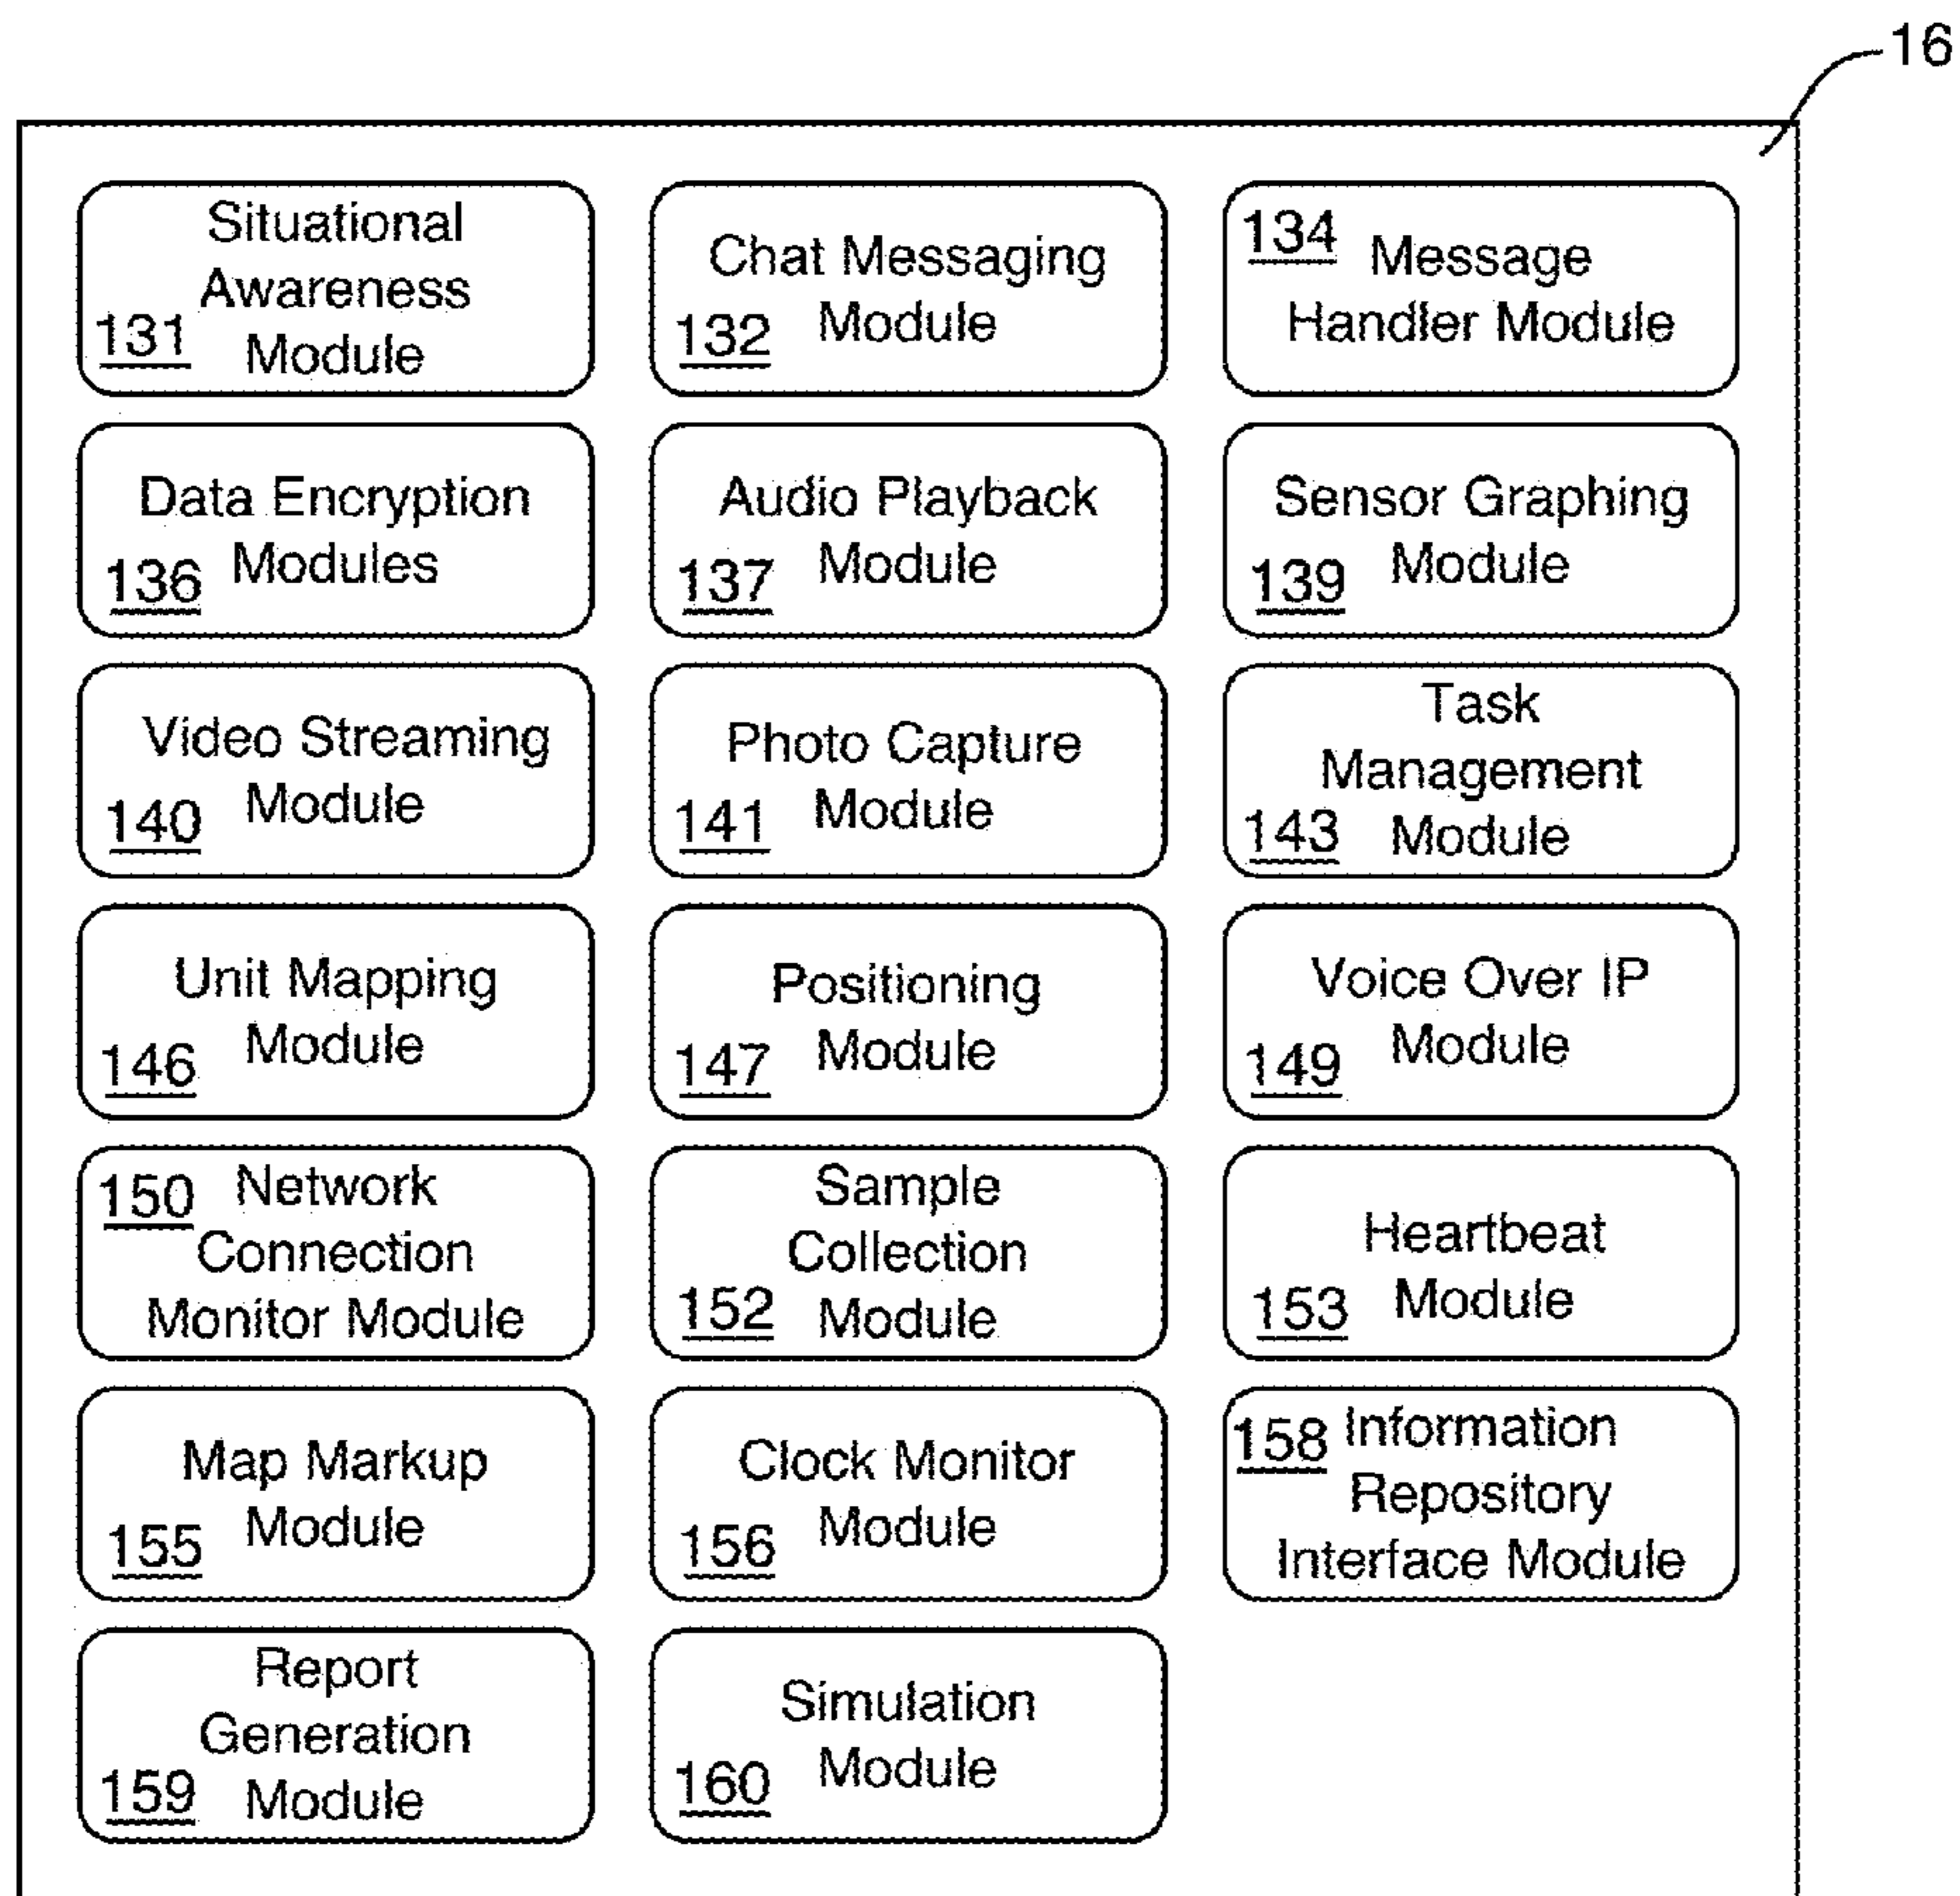 16
Situational
Awareness
131 Module
Chat Messaging
132 Module
134 Message
Handler Module
Data Encryption
136 Modules
Audio Playback
137 Module
Sensor Graphing
139 Module
Video Streaming
140 Module
Photo Capture
141 Module
Task
Management
143 Module
Unit Mapping
146 Module
Positioning
147 Module
Voice Over IP
149 Module
150 Network
Connection
Monitor Module
Sample
Collection
152 Module
Heartbeat
153 Module
Map Markup
155 Module
Clock Monitor
156 Module
158 Information
Repository
Interface Module
Report
Generation
159 Module
Simulation
160 Module